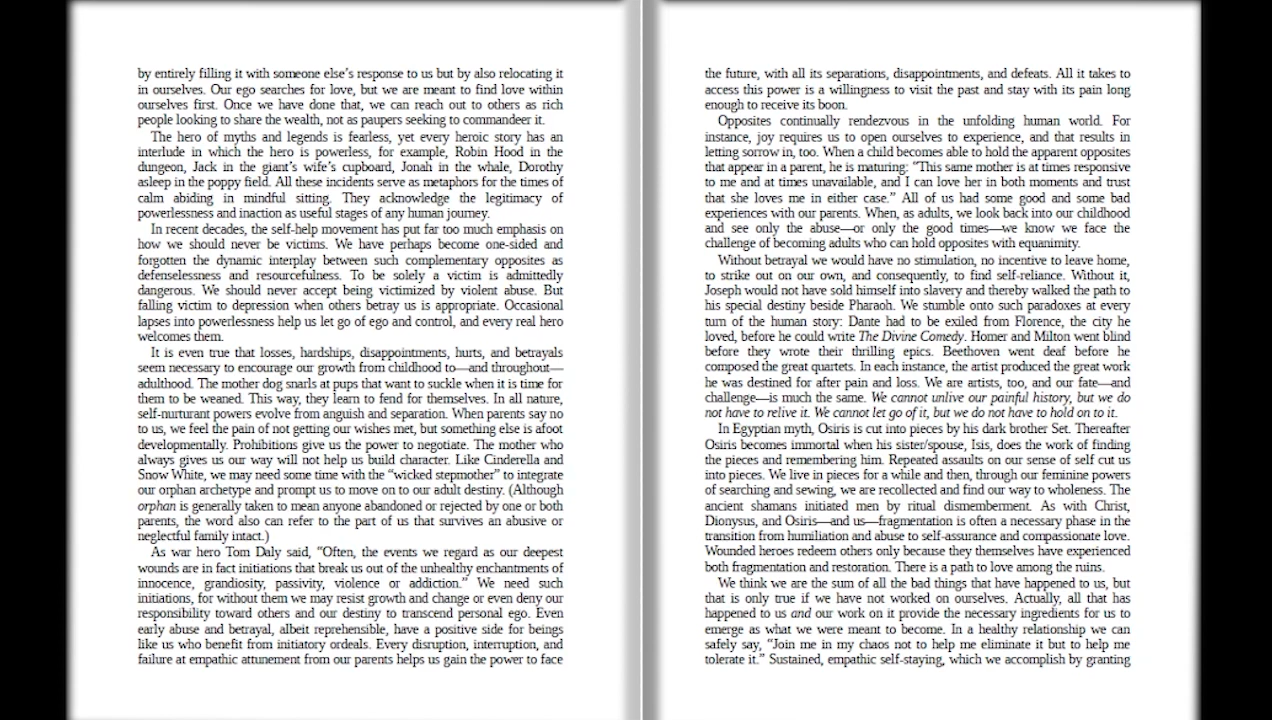 by entirely filling it with someone else’s response to us but by also relocating it
in ourselves. Our ego searches for love, but we are meant to find love within
ourselves first. Once we have done that, we can reach out to others as rich
people looking to share the wealth, not as paupers seeking to commandeer it.
The hero of myths and legends is fearless, yet every heroic story has an
interlude in which the hero is powerless, for example, Robin Hood in the
dungeon, Jack in the giant’s wife’s cupboard, Jonah in the whale, Dorothy
asleep in the poppy field. All these incidents serve as metaphors for the times of
calm abiding in mindful sitting. They acknowledge the legitimacy of
powerlessness and inaction as useful stages of any human journey.
In recent decades, the self-help movement has put far too much emphasis on
how we should never be victims. We have perhaps become one-sided and
forgotten the dynamic interplay between such complementary opposites as
defenselessness and resourcefulness. To be solely a victim is admittedly
dangerous. We should never accept being victimized by violent abuse. But
falling victim to depression when others betray us is appropriate. Occasional
lapses into powerlessness help us let go of ego and control, and every real hero
welcomes them.
It is even true that losses, hardships, disappointments, hurts, and betrayals
seem necessary to encourage our growth from childhood to—and throughout—
adulthood. The mother dog snarls at pups that want to suckle when it is time for
them to be weaned. This way, they learn to fend for themselves. In all nature,
self-nurturant powers evolve from anguish and separation. When parents say no
to us, we feel the pain of not getting our wishes met, but something else is afoot
developmentally. Prohibitions give us the power to negotiate. The mother who
always gives us our way will not help us build character. Like Cinderella and
Snow White, we may need some time with the “wicked stepmother” to integrate
our orphan archetype and prompt us to move on to our adult destiny. (Although
orphan is generally taken to mean anyone abandoned or rejected by one or both
parents, the word also can refer to the part of us that survives an abusive or
neglectful family intact.)
As war hero Tom Daly said, “Often, the events we regard as our deepest
wounds are in fact initiations that break us out of the unhealthy enchantments of
innocence, grandiosity, passivity, violence or addiction.” We need such
initiations, for without them we may resist growth and change or even deny our
responsibility toward others and our destiny to transcend personal ego. Even
early abuse and betrayal, albeit reprehensible, have a positive side for beings
like us who benefit from initiatory ordeals. Every disruption, interruption, and
failure at empathic attunement from our parents helps us gain the power to face
the future, with all its separations, disappointments, and defeats. All it takes to
access this power is a willingness to visit the past and stay with its pain long
enough to receive its boon.
Opposites continually rendezvous in the unfolding human world. For
instance, joy requires us to open ourselves to experience, and that results in
letting sorrow in, too. When a child becomes able to hold the apparent opposites
that appear in a parent, he is maturing: “This same mother is at times responsive
to me and at times unavailable, and I can love her in both moments and trust
that she loves me in either case.” All of us had some good and some bad
experiences with our parents. When, as adults, we look back into our childhood
and see only the abuse—or only the good times—we know we face the
challenge of becoming adults who can hold opposites with equanimity.
Without betrayal we would have no stimulation, no incentive to leave home,
to strike out on our own, and consequently, to find self-reliance. Without it,
Joseph would not have sold himself into slavery and thereby walked the path to
his special destiny beside Pharaoh. We stumble onto such paradoxes at every
turn of the human story: Dante had to be exiled from Florence, the city he
loved, before he could write The Divine Comedy. Homer and Milton went blind
before they wrote their thrilling epics. Beethoven went deaf before he
composed the great quartets. In each instance, the artist produced the great work
he was destined for after pain and loss. We are artists, too, and our fate—and
challenge—is much the same. We cannot unlive our painful history, but we do
not have to relive it. We cannot let go of it, but we do not have to hold on to it.
In Egyptian myth, Osiris is cut into pieces by his dark brother Set. Thereafter
Osiris becomes immortal when his sister/spouse, Isis, does the work of finding
the pieces and remembering him. Repeated assaults on our sense of self cut us
into pieces. We live in pieces for a while and then, through our feminine powers
of searching and sewing, we are recollected and find our way to wholeness. The
ancient shamans initiated men by ritual dismemberment. As with Christ,
Dionysus, and Osiris—and us—fragmentation is often a necessary phase in the
transition from humiliation and abuse to self-assurance and compassionate love.
Wounded heroes redeem others only because they themselves have experienced
both fragmentation and restoration. There is a path to love among the ruins.
We think we are the sum of all the bad things that have happened to us, but
that is only true if we have not worked on ourselves. Actually, all that has
happened to us and our work on it provide the necessary ingredients for us to
emerge as what we were meant to become. In a healthy relationship we can
safely say, “Join me in my chaos not to help me eliminate it but to help me
tolerate it.” Sustained, empathic self-staying, which we accomplish by granting